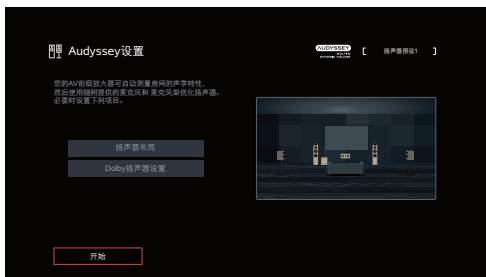 Audyssey设置
AUDYSSEY
MULTEQ
DYNAMIC VOLUME
[ 扬声器预设1 ]
您的AV前级放大器可自动测量房间的声学特性，
然后使用随附提供的麦克风和 麦克风架优化扬声器。
必要时设置下列项目。
扬声器布局
Dolby扬声器设置
开始